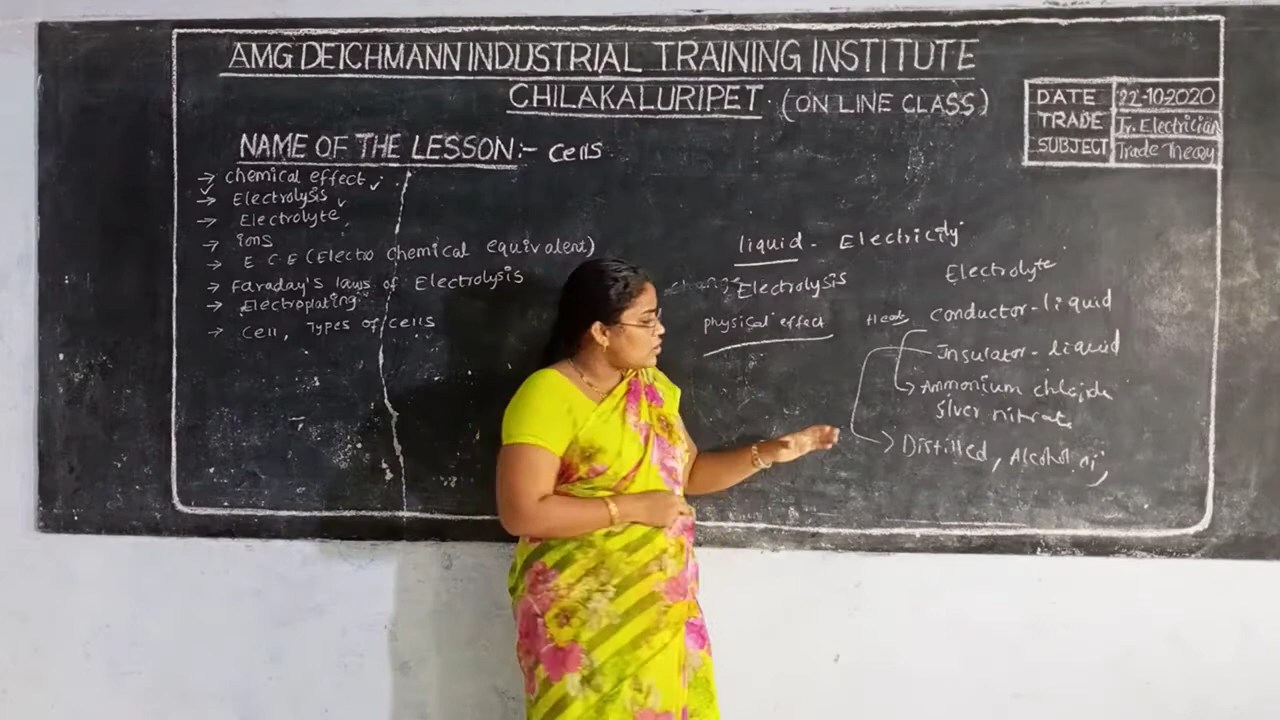 AMG DEICHMANN INDUSTRIAL TRAINING INSTITUTE
CHILAKALURIPET. (ON LINE CLASS)
DATE 22-10-2020
TRADE Ir. Electrician
SUBJECT Trade Theory
NAME OF THE LESSON:- Cells
→ chemical effect ✓
→ Electrolysis
→ Electrolyte
→ ions
→ E C E (Electro chemical equivalent)
→ Faraday's laws of Electrolysis
→ Electroplating
→ Cell, Types of cells
liquid - Electricity
change Electrolysis
physical effect
Electrolyte
Heat
conductor-liquid
Insulator-liquid
Ammonium
silver nitrate
Distilled, Alcohol